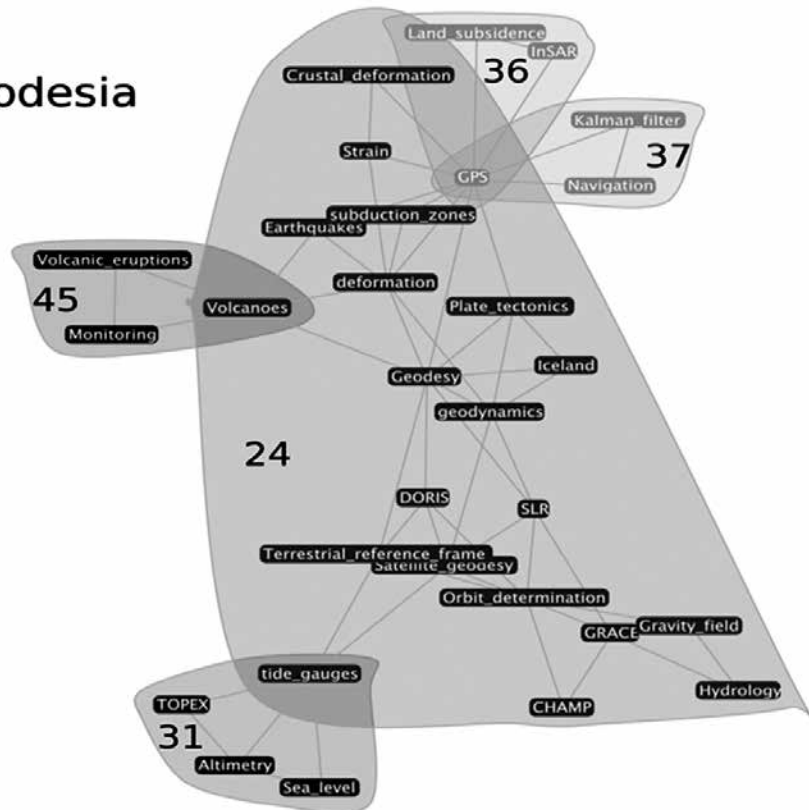 odesia
Land_subsidence
InSAR
36
Crustal_deformation
Kalman_filter
37
Strain
GPS
Navigation
subduction_zones
Earthquakes
Volcanic_eruptions
deformation
45
Volcanoes
Plate_tectonics
Monitoring
Iceland
Geodesy
geodynamics
24
DORIS
SLR
Terrestrial_reference_frame
Satellite_geodesy
Orbit_determination
GRACE
Gravity_field
tide_gauges
Hydrology
TOPEX
CHAMP
31
Altimetry
Sea_level